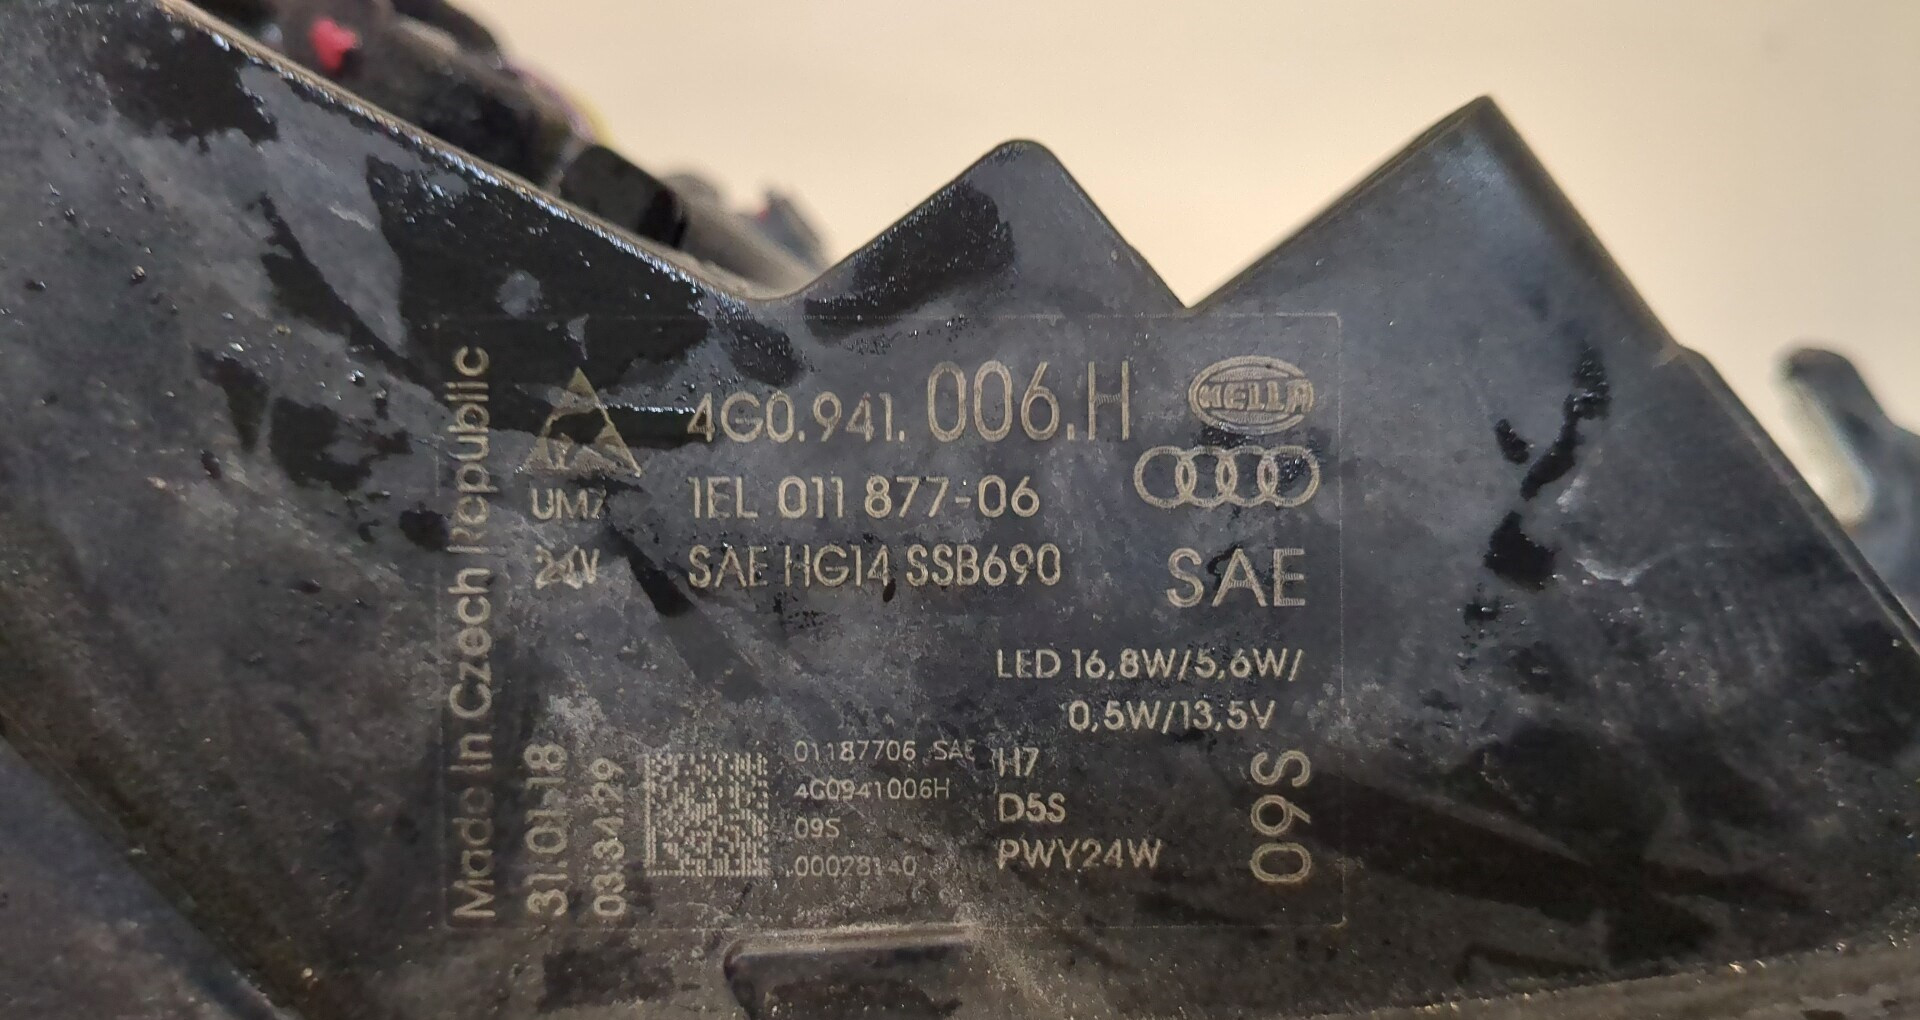 Made in Czech Republic
4G0.941.006.H
HELLA
1EL 011 877-06
SAE HG14 SSB690
SAE
LED 16,8W/5,6W/
0,5W/13,5V
31.01.18
03:34:29
01187706 SAE
4G0941006H
09S
00028140
H7
D5S
PWY24W
09S